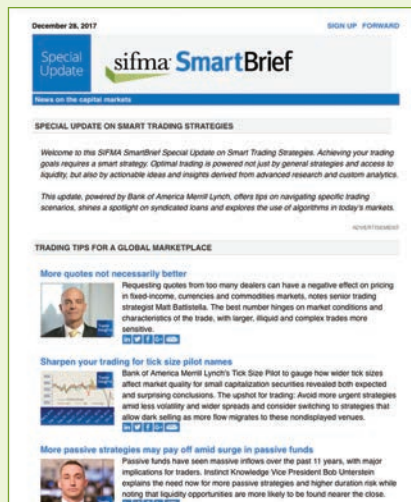 December 28, 2017
SIGN UP FORWARD
Special
Update
sifma SmartBrief
News on the capital markets
SPECIAL UPDATE ON SMART TRADING STRATEGIES
Welcome to this SIFMA SmartBrief Special Update on Smart Trading Strategies. Achieving your trading
goals requires a smart strategy. Optimal trading is powered not just by general strategies and access to
liquidity, but also by actionable ideas and insights derived from advanced research and custom analytics.
This update, powered by Bank of America Merrill Lynch, offers tips on navigating specific trading
scenarios, shines a spotlight on syndicated loans and explores the use of algorithms in today's markets.
ADVERTISEMENT
TRADING TIPS FOR A GLOBAL MARKETPLACE
More quotes not necessarily better
Requesting quotes from too many dealers can have a negative effect on pricing
in fixed-income, currencies and commodities markets, notes senior trading
strategist Matt Battistella. The best number hinges on market conditions and
characteristics of the trade, with larger, illiquid and complex trades more
sensitive.
Sharpen your trading for tick size pilot names
Bank of America Merrill Lynch's Tick Size Pilot to gauge how wider tick sizes
affect market quality for small capitalization securities revealed both expected
and surprising conclusions. The upshot for trading: Avoid more urgent strategies
amid less volatility and wider spreads and consider switching to strategies that
allow dark selling as more flow migrates to these nondisplayed venues.
More passive strategies may pay off amid surge in passive funds
Passive funds have seen massive inflows over the past 11 years, with major
implications for traders. Instinct Knowledge Vice President Bob Unterstein
explains the need now for more passive strategies and higher duration risk while
noting that liquidity opportunities are more likely to be found nearer the close.